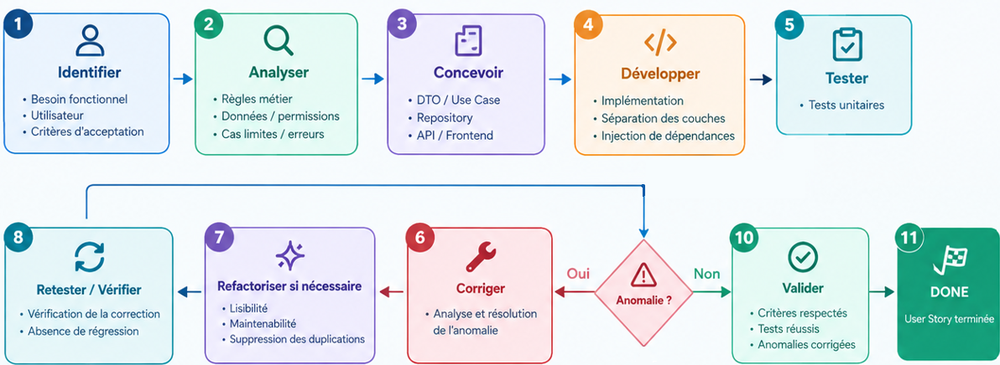 1
Identifier
• Besoin fonctionnel
• Utilisateur
• Critères d'acceptation
2
Analyser
• Règles métier
• Données / permissions
• Cas limites / erreurs
3
Concevoir
• DTO / Use Case
• Repository
• API / Frontend
4
</>
Développer
• Implémentation
• Séparation des couches
• Injection de dépendances
5
Tester
• Tests unitaires
8
Retester / Vérifier
• Vérification de la correction
• Absence de régression
7
Refactoriser si nécessaire
• Lisibilité
• Maintenabilité
• Suppression des duplications
6
Corriger
• Analyse et résolution
de l'anomalie
Oui
Anomalie ?
Non
10
Valider
• Critères respectés
• Tests réussis
• Anomalies corrigées
11
DONE
User Story terminée